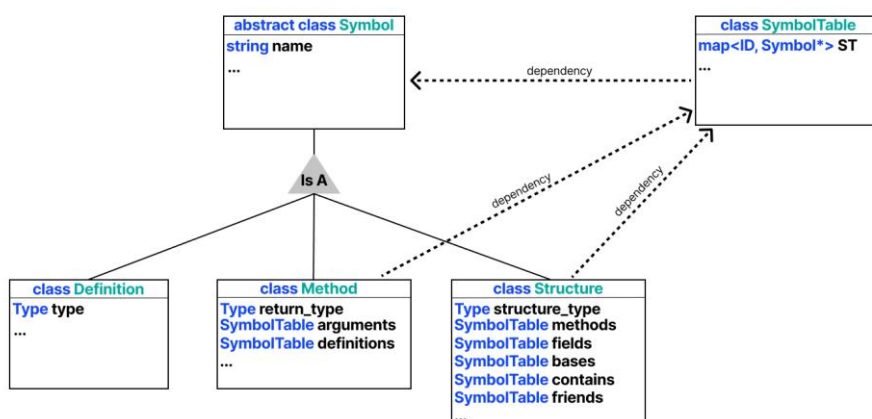 abstract class Symbol
string name
...
class SymbolTable
map<ID, Symbol*> ST
...
dependency
dependency
dependency
Is A
class Definition
Type type
...
class Method
Type return_type
SymbolTable arguments
SymbolTable definitions
...
class Structure
Type structure_type
SymbolTable methods
SymbolTable fields
SymbolTable bases
SymbolTable contains
SymbolTable friends
...